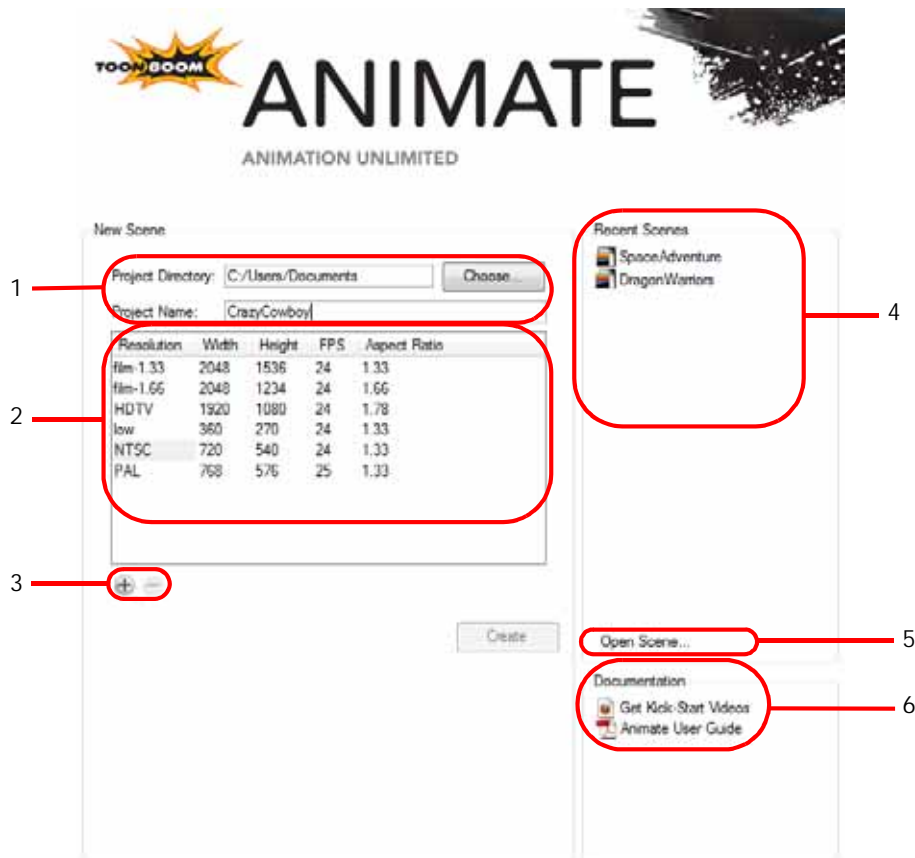 TOON BOOM
ANIMATE
ANIMATION UNLIMITED
New Scene
Project Directory: C:/Users/Documents Choose...
Project Name: CrazyCowboy
Resolution Width Height FPS Aspect Ratio
film-1.33 2048 1536 24 1.33
film-1.66 2048 1234 24 1.66
HDTV 1920 1080 24 1.78
low 360 270 24 1.33
NTSC 720 540 24 1.33
PAL 768 576 25 1.33
Create
Recent Scenes
SpaceAdventure
DragonWarriors
Open Scene...
Documentation
Get Kick-Start Videos
Animate User Guide
1
2
3
4
5
6